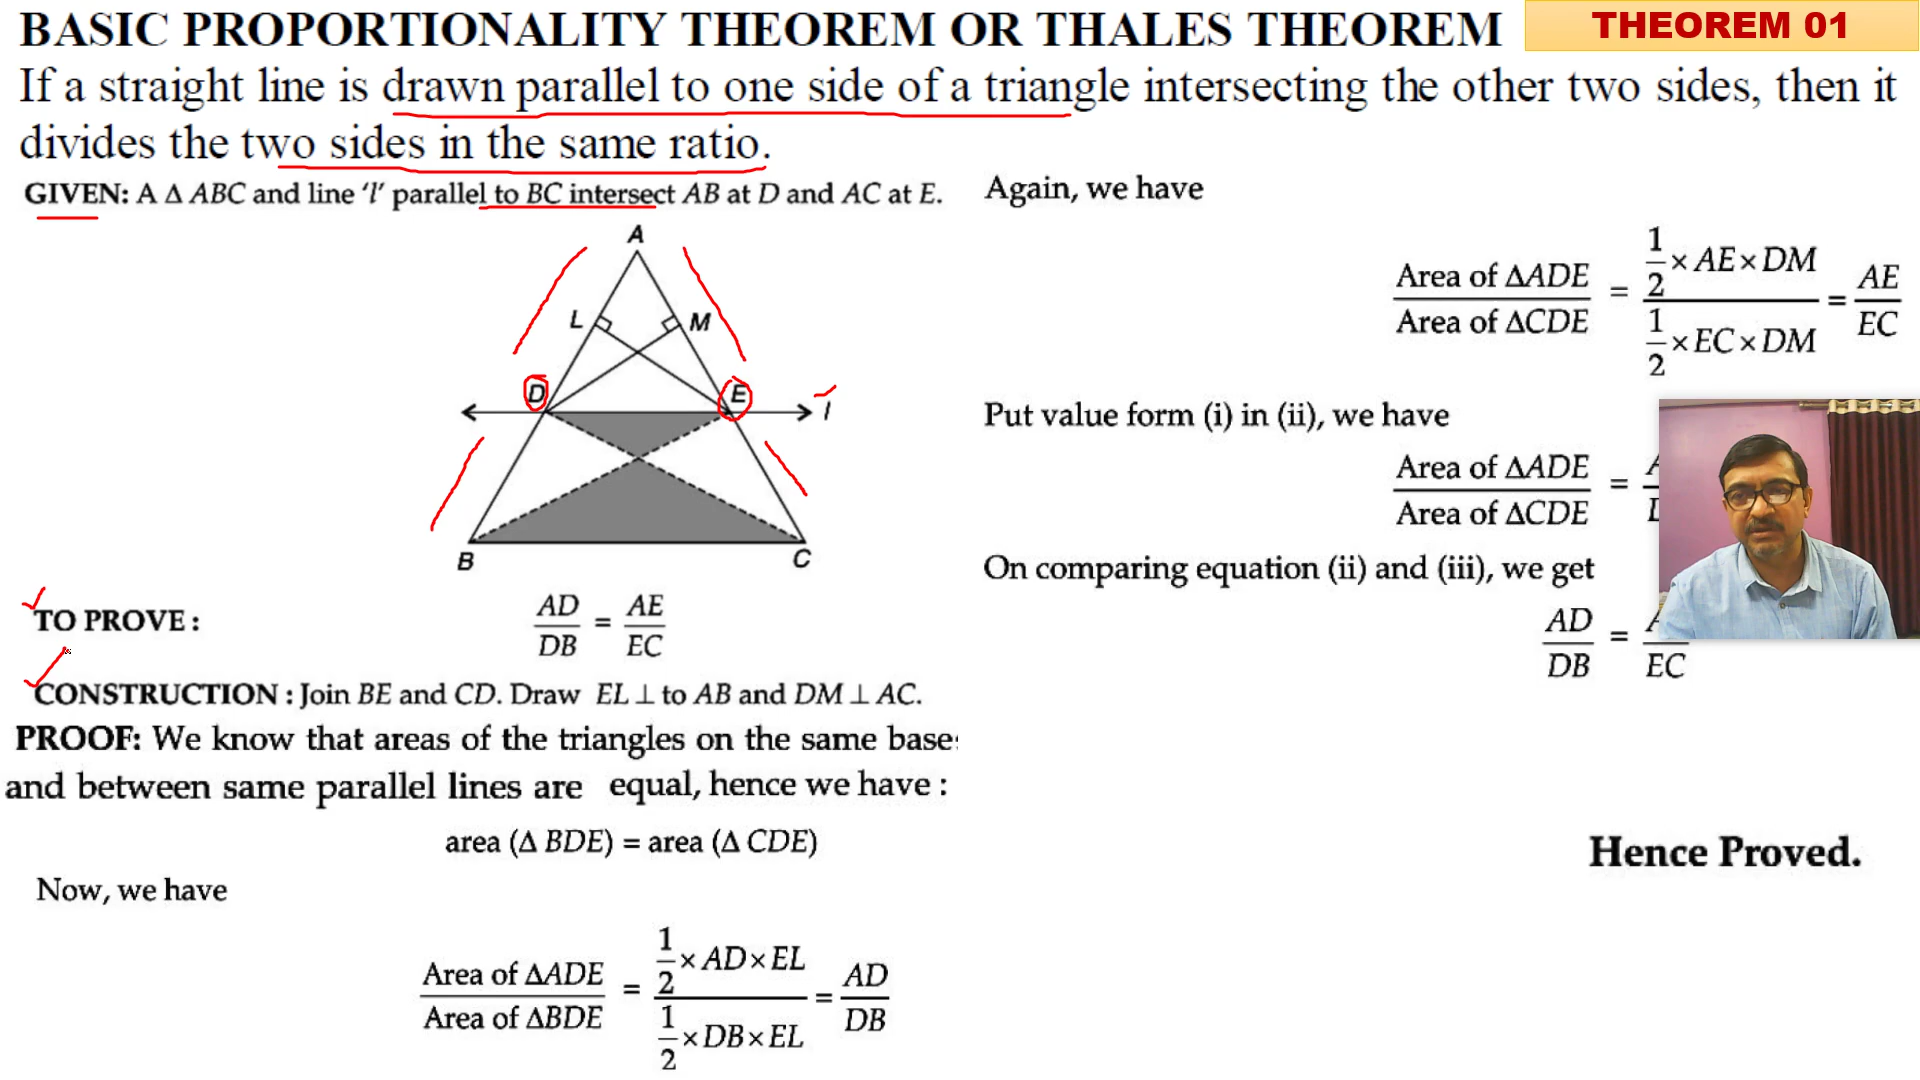 BASIC PROPORTIONALITY THEOREM OR THALES THEOREM
THEOREM 01
If a straight line is drawn parallel to one side of a triangle intersecting the other two sides, then it
divides the two sides in the same ratio.
GIVEN: A Δ ABC and line 'l' parallel to BC intersect AB at D and AC at E.
A
L
M
D
E
l
B
C
TO PROVE :
AD/DB = AE/EC
CONSTRUCTION : Join BE and CD. Draw EL ⊥ to AB and DM ⊥ AC.
PROOF: We know that areas of the triangles on the same base
and between same parallel lines are equal, hence we have :
area (Δ BDE) = area (Δ CDE)
Now, we have
Area of ΔADE / Area of ΔBDE = 1/2 × AD × EL / 1/2 × DB × EL = AD/DB
Again, we have
Area of ΔADE / Area of ΔCDE = 1/2 × AE × DM / 1/2 × EC × DM = AE/EC
Put value form (i) in (ii), we have
Area of ΔADE / Area of ΔCDE =
On comparing equation (ii) and (iii), we get
AD/DB = /EC
Hence Proved.